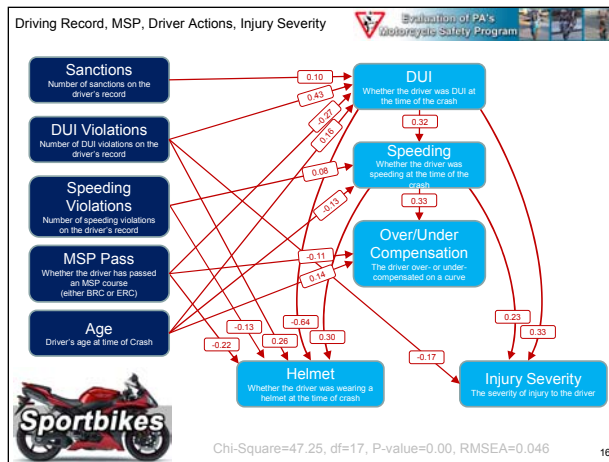 Driving Record, MSP, Driver Actions, Injury Severity
Evaluation of PA's
Motorcycle Safety Program
Sanctions
Number of sanctions on the
driver's record
DUI Violations
Number of DUI violations on the
driver's record
Speeding
Violations
Number of speeding violations
on the driver's record
MSP Pass
Whether the driver has passed
an MSP course
(either BRC or ERC)
Age
Driver's age at time of Crash
0.10
0.43
-0.27
0.16
0.08
-0.13
-0.11
0.14
-0.13
-0.22
0.26
-0.64
0.30
-0.17
DUI
Whether the driver was DUI at
the time of the crash
0.32
Speeding
Whether the driver was
speeding at the time of the
crash
0.33
Over/Under
Compensation
The driver over- or under-
compensated on a curve
0.23
0.33
Helmet
Whether the driver was wearing a
helmet at the time of crash
Injury Severity
The severity of injury to the driver
Sportbikes
Chi-Square=47.25, df=17, P-value=0.00, RMSEA=0.046
16